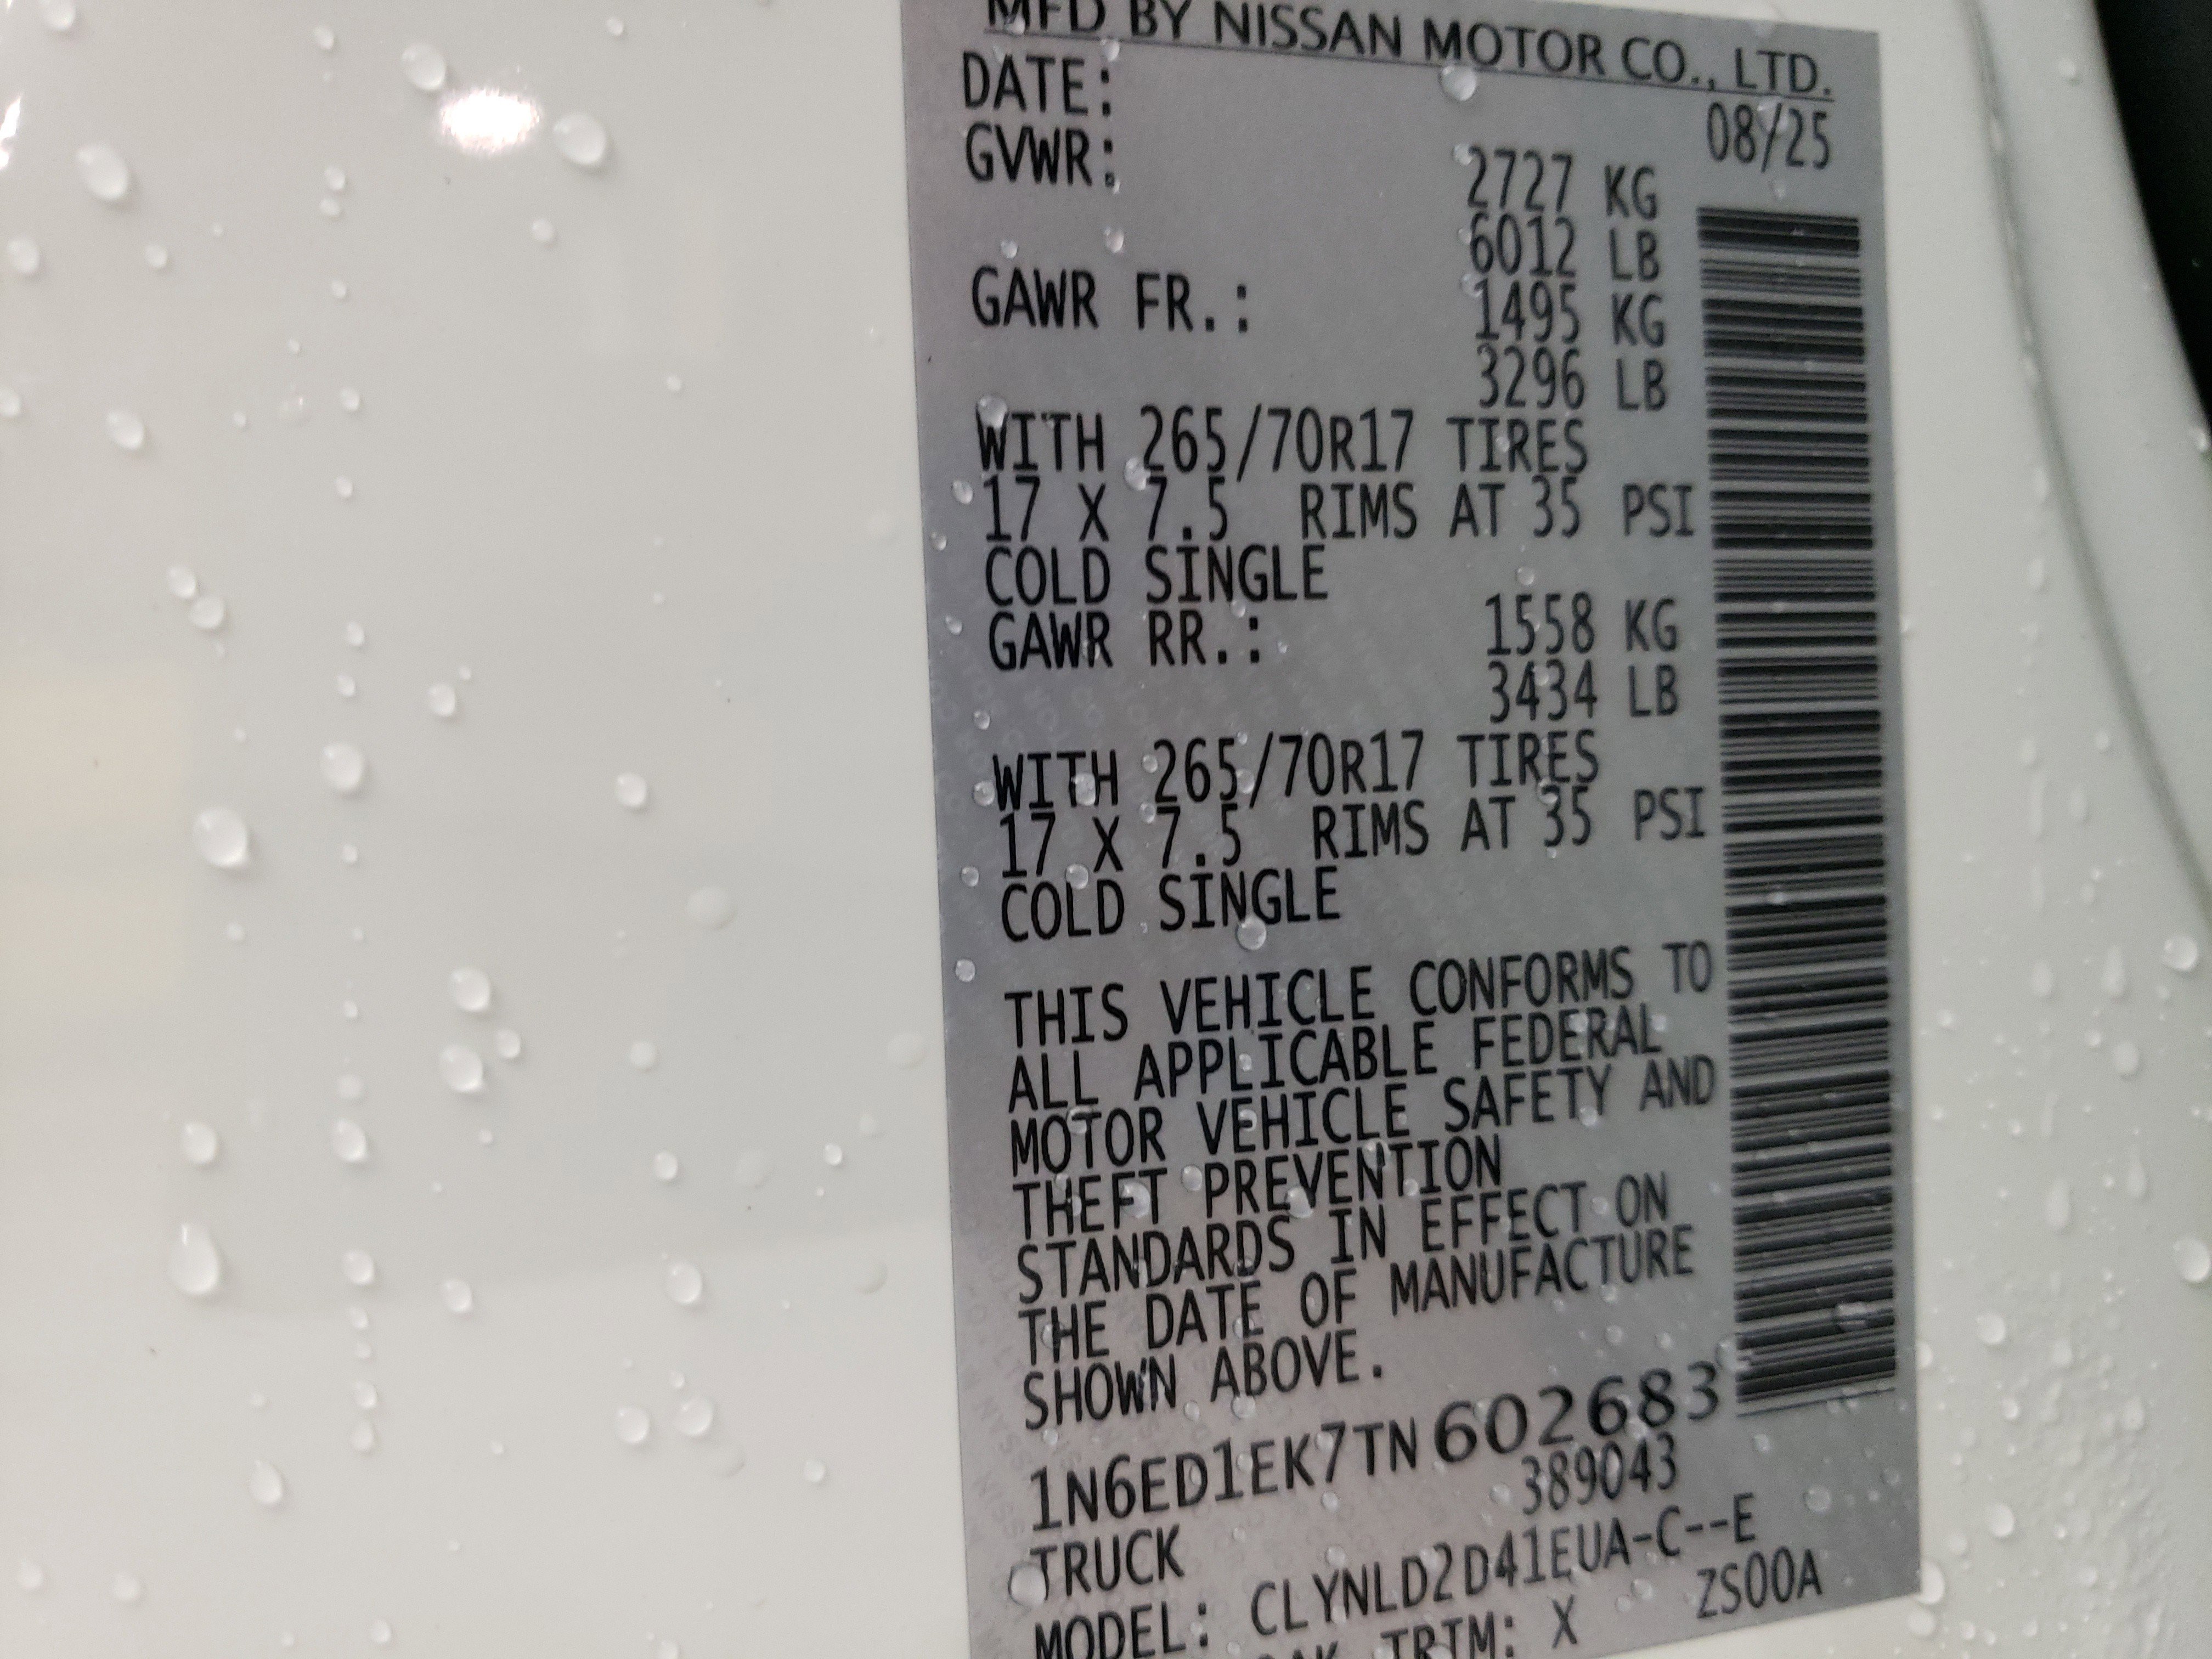 MFD BY NISSAN MOTOR CO., LTD.
DATE: 08/25
GVWR: 2727 KG
6012 LB
GAWR FR.: 1495 KG
3296 LB
WITH 265/70R17 TIRES
17 X 7.5 RIMS AT 35 PSI
COLD SINGLE
GAWR RR.: 1558 KG
3434 LB
WITH 265/70R17 TIRES
17 X 7.5 RIMS AT 35 PSI
COLD SINGLE
THIS VEHICLE CONFORMS TO
ALL APPLICABLE FEDERAL
MOTOR VEHICLE SAFETY AND
THEFT PREVENTION
STANDARDS IN EFFECT ON
THE DATE OF MANUFACTURE
SHOWN ABOVE.
1N6ED1EK7TN602683
389043
TRUCK
MODEL: CLYNLD2D41EUA-C--E
TRIM: X ZS00A